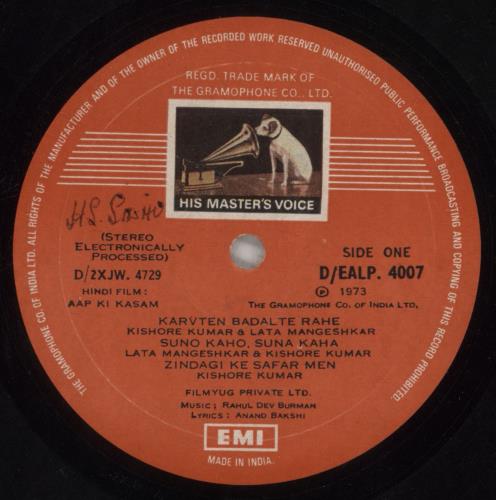 THE GRAMOPHONE CO. OF INDIA LTD. ALL RIGHTS OF THE MANUFACTURER AND OF THE OWNER OF THE RECORDED WORK RESERVED UNAUTHORISED PUBLIC PERFORMANCE BROADCASTING AND COPYING OF THIS RECORD PROHIBITED.
REGD. TRADE MARK OF
THE GRAMOPHONE CO., LTD.
HIS MASTER'S VOICE
(STEREO
ELECTRONICALLY
PROCESSED)
D/2XJW. 4729
HINDI FILM:
AAP KI KASAM
SIDE ONE
D/EALP. 4007
Ⓟ 1973
THE GRAMOPHONE CO. OF INDIA LTD.
KARVTEN BADALTE RAHE
KISHORE KUMAR & LATA MANGESHKAR
SUNO KAHO, SUNA KAHA
LATA MANGESHKAR & KISHORE KUMAR
ZINDAGI KE SAFAR MEN
KISHORE KUMAR
FILMYUG PRIVATE LTD.
MUSIC; RAHUL DEV BURMAN
LYRICS; ANAND BAKSHI
EMI
MADE IN INDIA.